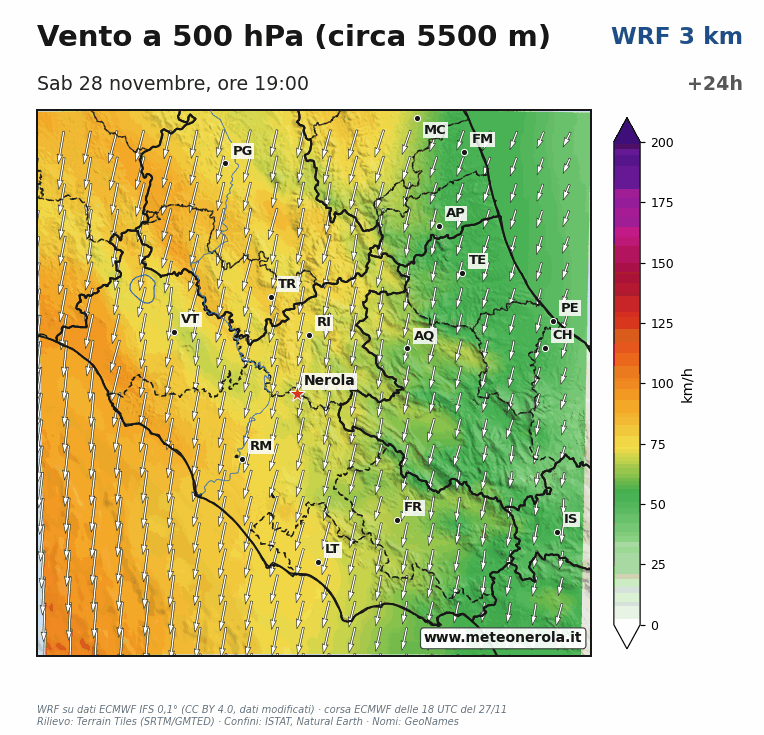 Vento a 500 hPa (circa 5500 m)
WRF 3 km
Sab 28 novembre, ore 19:00
+24h
MC
FM
PG
AP
TE
TR
PE
VT
RI
AQ
CH
Nerola
RM
FR
IS
LT
www.meteonerola.it
200
175
150
125
100
75
50
25
0
km/h
WRF su dati ECMWF IFS 0,1° (CC BY 4.0, dati modificati) · corsa ECMWF delle 18 UTC del 27/11
Rilievo: Terrain Tiles (SRTM/GMTED) · Confini: ISTAT, Natural Earth · Nomi: GeoNames